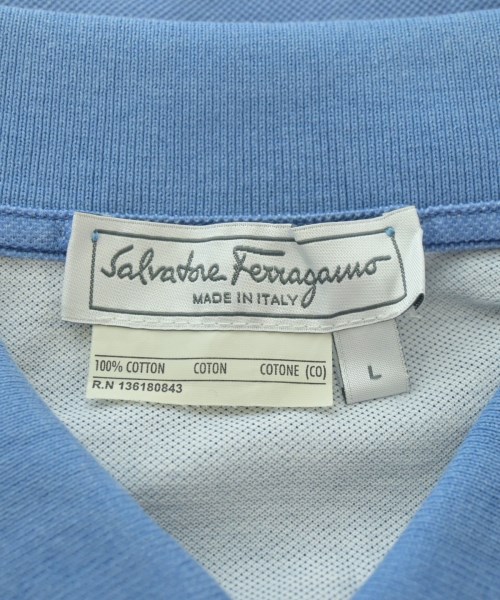 Salvatore Ferragamo
MADE IN ITALY
100% COTTON COTON COTONE (CO)
R.N 136180843
L